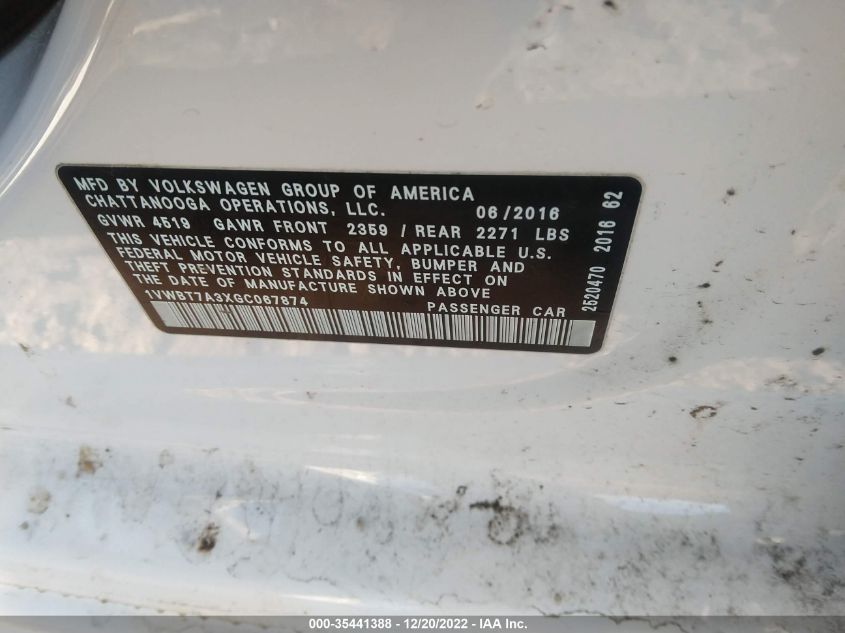 MFD BY VOLKSWAGEN GROUP OF AMERICA
CHATTANOOGA OPERATIONS, LLC. 06/2016
GVWR 4519 GAWR FRONT 2359 / REAR 2271 LBS
THIS VEHICLE CONFORMS TO ALL APPLICABLE U.S.
FEDERAL MOTOR VEHICLE SAFETY, BUMPER AND
THEFT PREVENTION STANDARDS IN EFFECT ON
THE DATE OF MANUFACTURE SHOWN ABOVE
1VWBT7A3XGC067874 PASSENGER CAR
2520470 2016 62
000-35441388 - 12/20/2022 - IAA Inc.